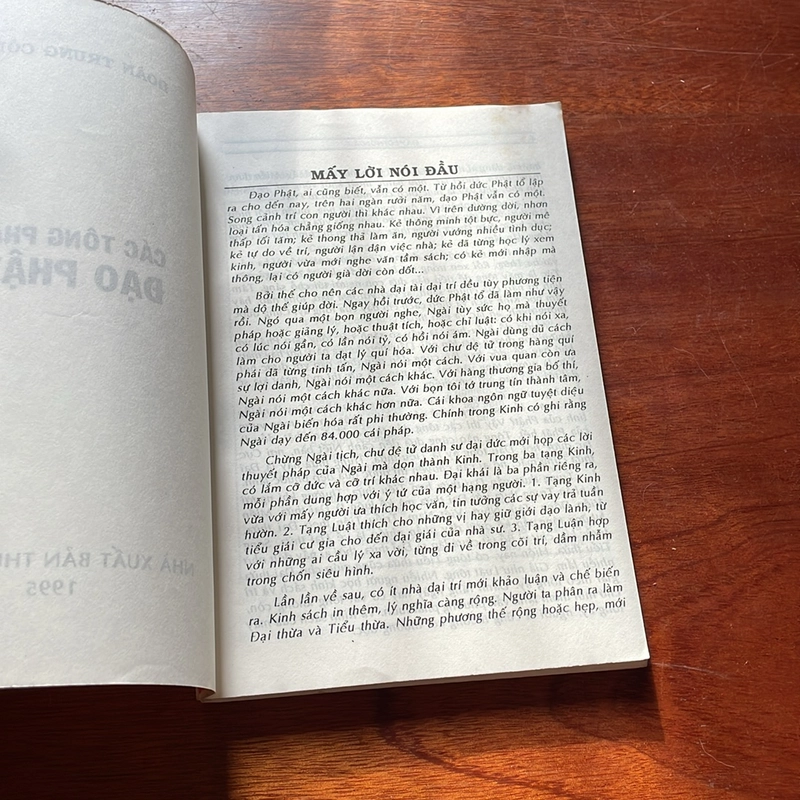 MẤY LỜI NÓI ĐẦU
Đạo Phật, ai cũng biết, vẫn có một. Từ hồi đức Phật tổ lập
ra cho đến nay, trên hai ngàn rưởi năm, đạo Phật vẫn có một.
Song cảnh trí con người thì khác nhau. Vì trên đường đời, nhơn
loại tấn hóa chẳng giống nhau. Kẻ thông minh tột bực, người mê
thấp tối tăm; kẻ thong thả làm ăn, người vướng nhiều tình dục;
kẻ tự do về trí, người lận đận việc nhà; kẻ đã từng học lý xem
kinh, người vừa mới nghe văn tầm sách; có kẻ mới nhập mà
thông, lại có người già đời còn dốt...
Bởi thế cho nên các nhà đại tài đại trí đều tùy phương tiện
mà độ thế giúp đời. Ngay hồi trước, đức Phật tổ đã làm như vậy
rồi. Ngó qua một bọn người nghe, Ngài tùy sức họ mà thuyết
pháp hoặc giảng lý, hoặc thuật tích, hoặc chỉ luật: có khi nói xa,
có lúc nói gần, có lần nói tỷ, có hồi nói ám. Ngài dùng đủ cách
làm cho người ta đạt lý quí hóa. Với chư đệ tử trong hàng quí
phái đã từng tinh tấn, Ngài nói một cách. Với vua quan còn ưa
sự lợi danh, Ngài nói một cách khác. Với hàng thương gia bố thí,
Ngài nói một cách khác nữa. Với bọn tôi tớ trung tín thành tâm,
Ngài nói một cách khác hơn nữa. Cái khoa ngôn ngữ tuyệt diệu
của Ngài biến hóa rất phi thường. Chính trong Kinh có ghi rằng
Ngài dạy đến 84.000 cái pháp.
Chừng Ngài tịch, chư đệ tử danh sư đại đức mới họp các lời
thuyết pháp của Ngài mà dọn thành Kinh. Trong ba tạng Kinh,
có lắm cỡ đức và cỡ trí khác nhau. Đại khái là ba phần riêng ra,
mỗi phần dung hợp với ý tứ của một hạng người. 1. Tạng Kinh
vừa với mấy người ưa thích học văn, tin tưởng các sự vay trả tuần
hườn. 2. Tạng Luật thích cho những vị hay giữ giới đạo lành, từ
tiểu giái cư gia cho đến đại giái của nhà sư. 3. Tạng Luận hợp
với những ai cầu lý xa vời, từng đi về trong cõi trí, dầm nhắm
trong chốn siêu hình.
Lần lần về sau, có ít nhà đại trí mới khảo luận và chế biến
ra. Kinh sách in thêm, lý nghĩa càng rộng. Người ta phân ra làm
Đại thừa và Tiểu thừa. Những phương thể rộng hoặc hẹp, mới